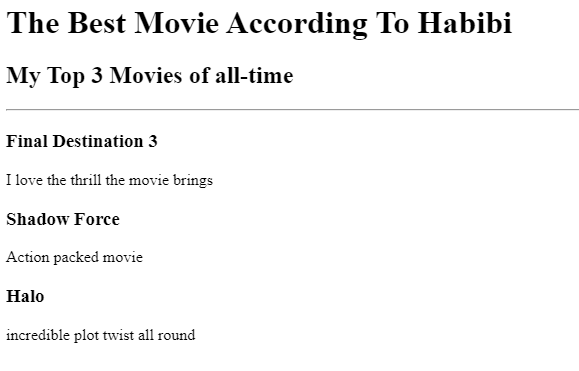 The Best Movie According To Habibi
My Top 3 Movies of all-time
Final Destination 3
I love the thrill the movie brings
Shadow Force
Action packed movie
Halo
incredible plot twist all round